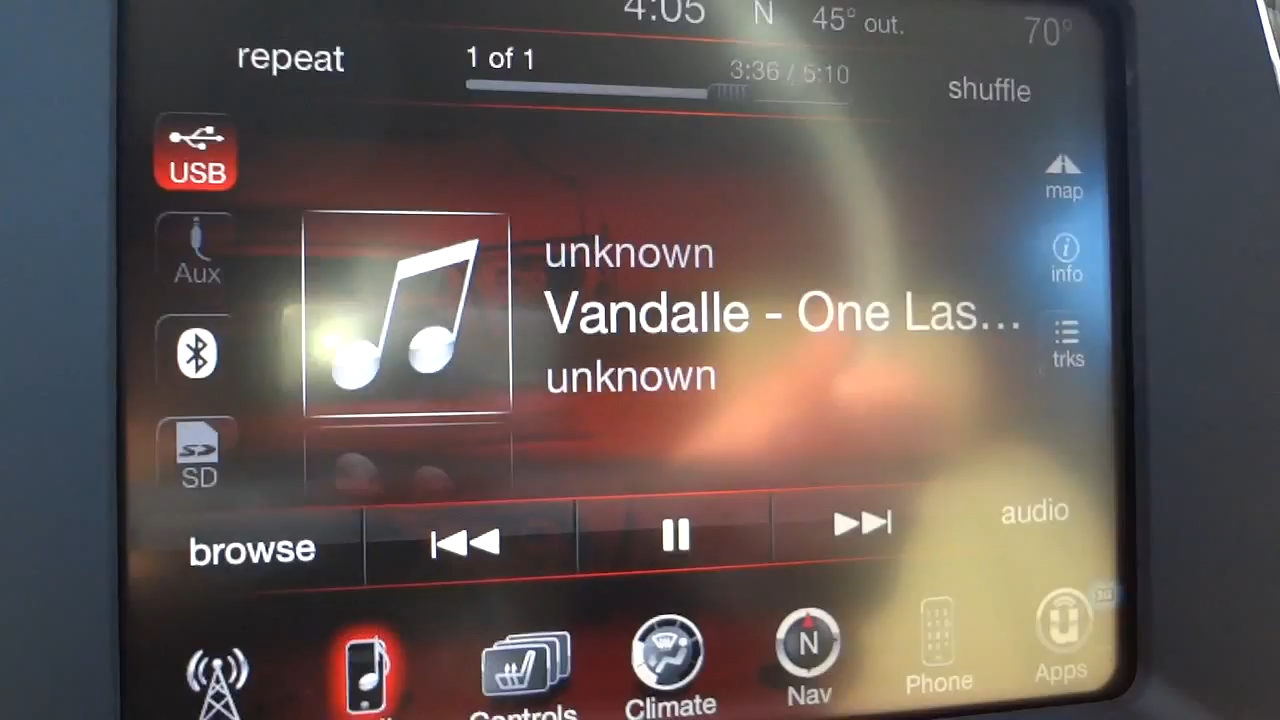 4:05 N 45° out. 70°
repeat 1 of 1 3:36 / 5:10 shuffle
USB
map
Aux
unknown
info
Vandalle - One Las...
trks
unknown
SD
browse
audio
N
3G
Controls
Climate
Nav
Phone
Apps